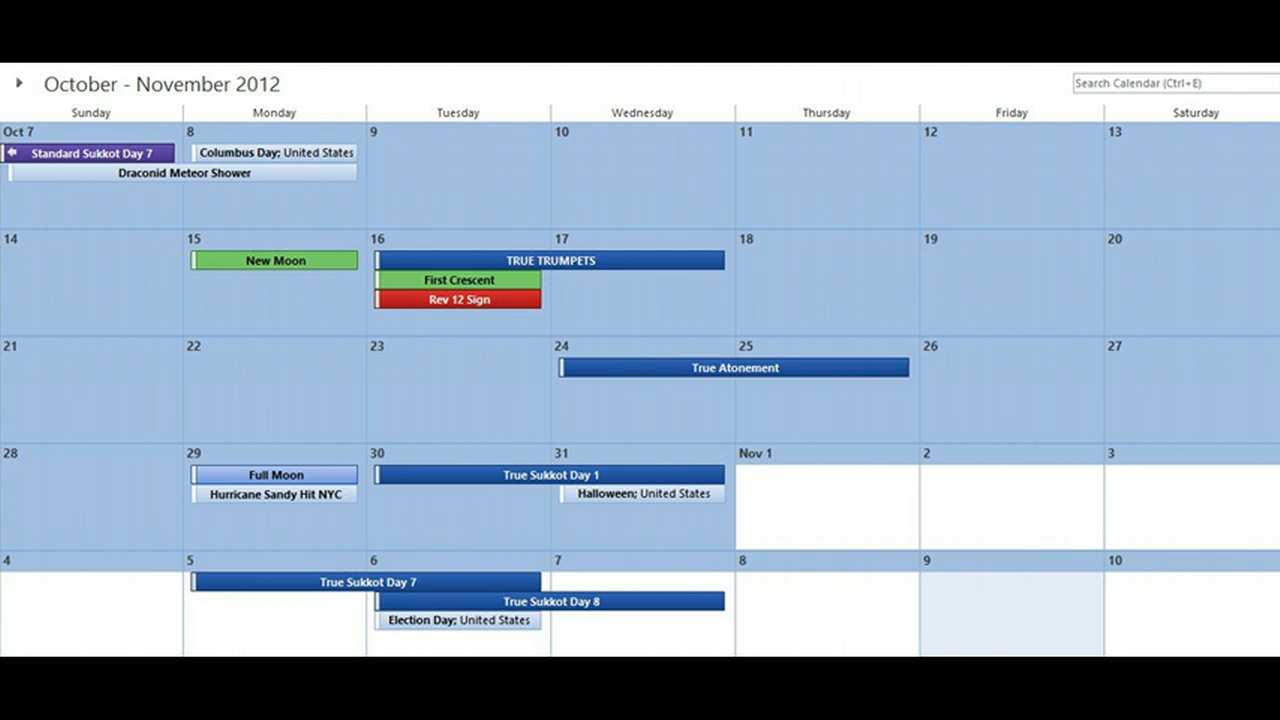 October - November 2012
Search Calendar (Ctrl+E)
Sunday Monday Tuesday Wednesday Thursday Friday Saturday
Oct 7 8 9 10 11 12 13
Standard Sukkot Day 7 Columbus Day; United States
Draconid Meteor Shower
14 15 16 17 18 19 20
New Moon TRUE TRUMPETS
First Crescent
Rev 12 Sign
21 22 23 24 25 26 27
True Atonement
28 29 30 31 Nov 1 2 3
Full Moon True Sukkot Day 1
Hurricane Sandy Hit NYC Halloween; United States
4 5 6 7 8 9 10
True Sukkot Day 7
True Sukkot Day 8
Election Day; United States